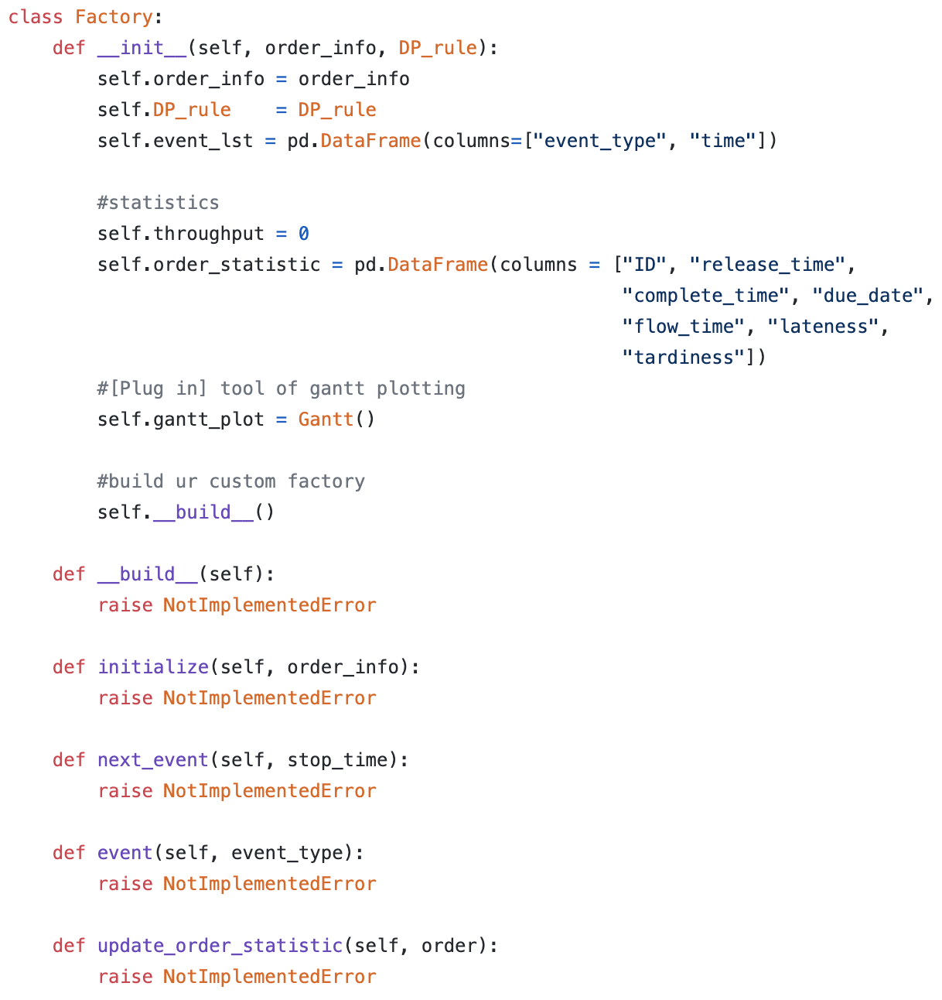 class Factory:
    def __init__(self, order_info, DP_rule):
        self.order_info = order_info
        self.DP_rule    = DP_rule
        self.event_lst = pd.DataFrame(columns=["event_type", "time"])

        #statistics
        self.throughput = 0
        self.order_statistic = pd.DataFrame(columns = ["ID", "release_time",
                                                       "complete_time", "due_date",
                                                       "flow_time", "lateness",
                                                       "tardiness"])
        #[Plug in] tool of gantt plotting
        self.gantt_plot = Gantt()

        #build ur custom factory
        self.__build__()

    def __build__(self):
        raise NotImplementedError

    def initialize(self, order_info):
        raise NotImplementedError

    def next_event(self, stop_time):
        raise NotImplementedError

    def event(self, event_type):
        raise NotImplementedError

    def update_order_statistic(self, order):
        raise NotImplementedError